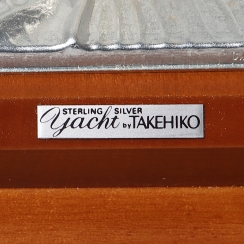 STERLING SILVER
Yacht by TAKEHIKO